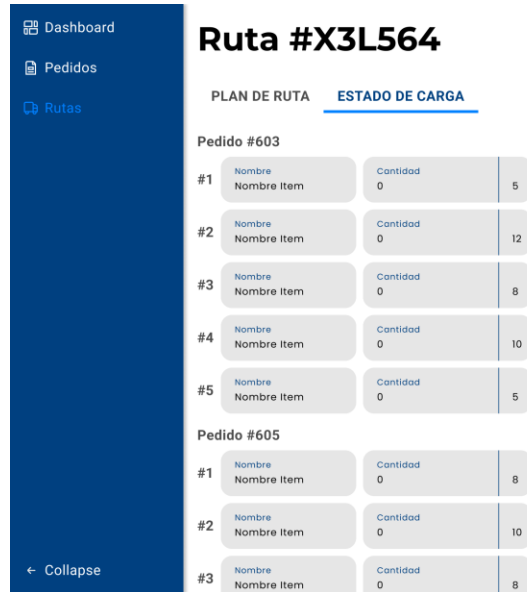 Dashboard
Pedidos
Rutas
← Collapse
Ruta #X3L564
PLAN DE RUTA ESTADO DE CARGA
Pedido #603
#1 Nombre Cantidad
Nombre Item 0 5
#2 Nombre Cantidad
Nombre Item 0 12
#3 Nombre Cantidad
Nombre Item 0 8
#4 Nombre Cantidad
Nombre Item 0 10
#5 Nombre Cantidad
Nombre Item 0 5
Pedido #605
#1 Nombre Cantidad
Nombre Item 0 8
#2 Nombre Cantidad
Nombre Item 0 10
#3 Nombre Cantidad
Nombre Item 0 8